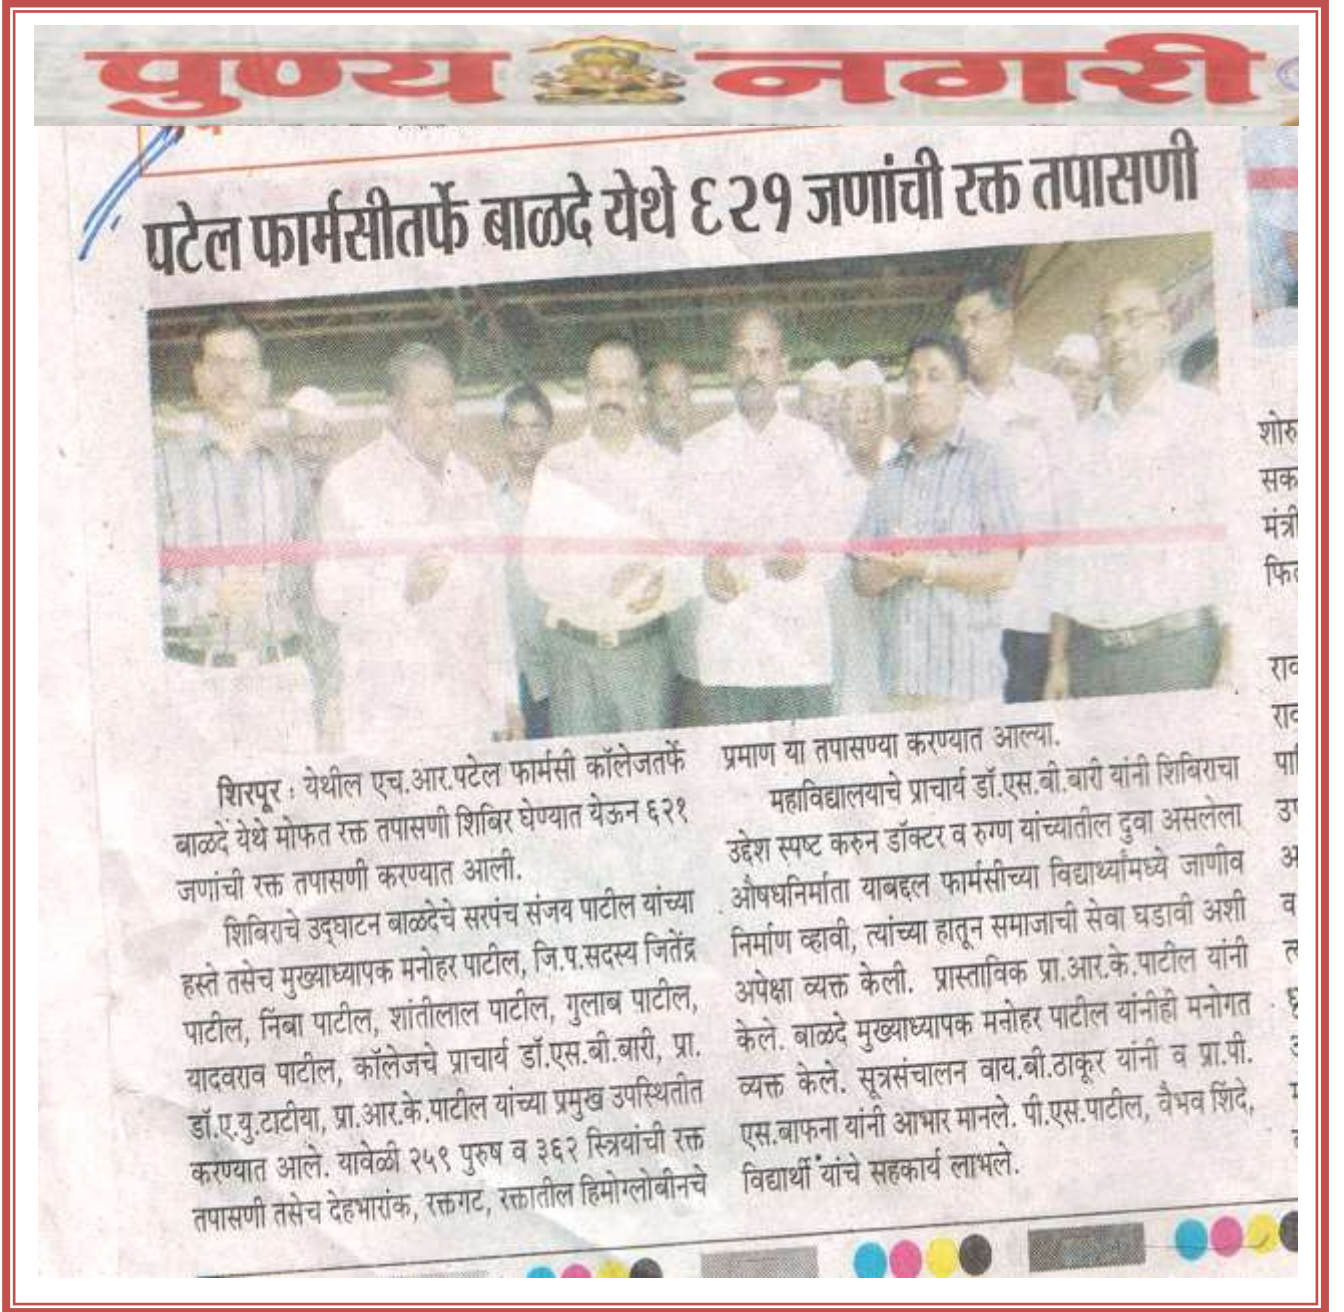 पुण्य नगरी
पटेल फार्मसीतर्फे बाळदे येथे ६२१ जणांची रक्त तपासणी
शिरपूर : येथील एच.आर.पटेल फार्मसी कॉलेजतर्फे
बाळदे येथे मोफत रक्त तपासणी शिबिर घेण्यात येऊन ६२१
जणांची रक्त तपासणी करण्यात आली.
शिबिराचे उद्घाटन बाळदेचे सरपंच संजय पाटील यांच्या
हस्ते तसेच मुख्याध्यापक मनोहर पाटील, जि.प.सदस्य जितेंद्र
पाटील, निंबा पाटील, शांतीलाल पाटील, गुलाब पाटील,
यादवराव पाटील, कॉलेजचे प्राचार्य डॉ.एस.बी.बारी, प्रा.
डॉ.ए.यु.टाटीया, प्रा.आर.के.पाटील यांच्या प्रमुख उपस्थितीत
करण्यात आले. यावेळी २५९ पुरुष व ३६२ स्त्रियांची रक्त
तपासणी तसेच देहभारांक, रक्तगट, रक्तातील हिमोग्लोबीनचे
प्रमाण या तपासण्या करण्यात आल्या.
महाविद्यालयाचे प्राचार्य डॉ.एस.बी.बारी यांनी शिबिराचा
उद्देश स्पष्ट करुन डॉक्टर व रुग्ण यांच्यातील दुवा असलेला
औषधनिर्माता याबद्दल फार्मसीच्या विद्यार्थ्यांमध्ये जाणीव
निर्माण व्हावी, त्यांच्या हातून समाजाची सेवा घडावी अशी
अपेक्षा व्यक्त केली. प्रास्ताविक प्रा.आर.के.पाटील यांनी
केले. बाळदे मुख्याध्यापक मनोहर पाटील यांनीही मनोगत
व्यक्त केले. सूत्रसंचालन वाय.बी.ठाकूर यांनी व प्रा.पी.
एस.बाफना यांनी आभार मानले. पी.एस.पाटील, वैभव शिंदे,
विद्यार्थी यांचे सहकार्य लाभले.
शोरु
सक
मंत्री